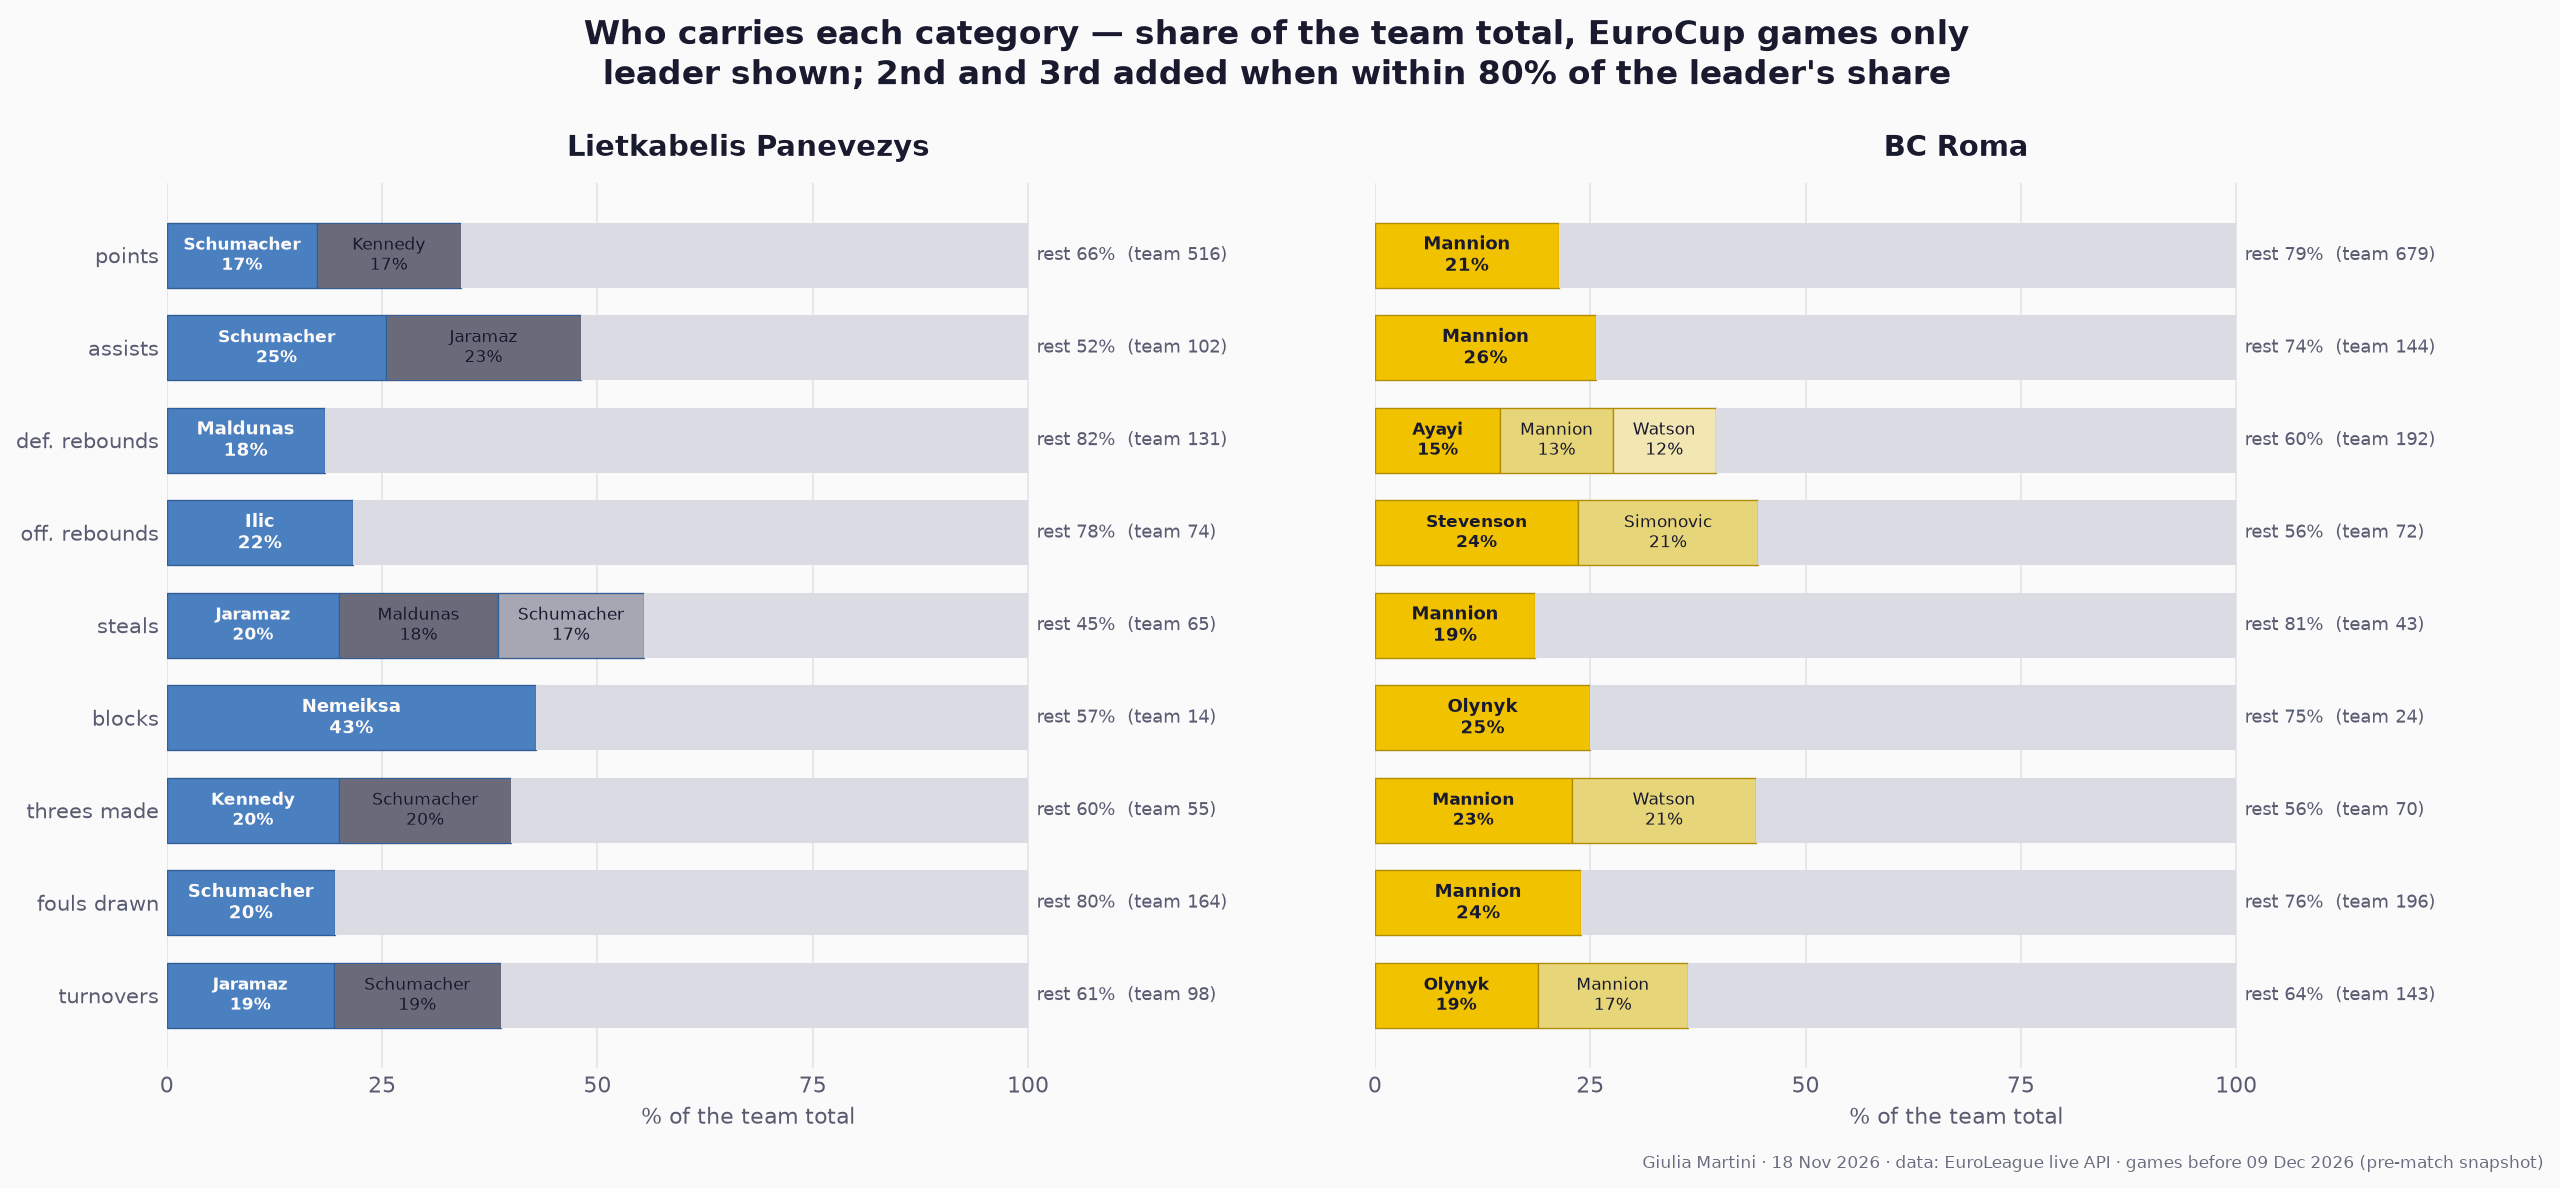 Who carries each category — share of the team total, EuroCup games only
leader shown; 2nd and 3rd added when within 80% of the leader's share
Lietkabelis Panevezys
points
Schumacher
17%
Kennedy
17%
rest 66% (team 516)
assists
Schumacher
25%
Jaramaz
23%
rest 52% (team 102)
def. rebounds
Maldunas
18%
rest 82% (team 131)
off. rebounds
Ilic
22%
rest 78% (team 74)
steals
Jaramaz
20%
Maldunas
18%
Schumacher
17%
rest 45% (team 65)
blocks
Nemeiksa
43%
rest 57% (team 14)
threes made
Kennedy
20%
Schumacher
20%
rest 60% (team 55)
fouls drawn
Schumacher
20%
rest 80% (team 164)
turnovers
Jaramaz
19%
Schumacher
19%
rest 61% (team 98)
0 25 50 75 100
% of the team total
BC Roma
Mannion
21%
rest 79% (team 679)
Mannion
26%
rest 74% (team 144)
Ayayi
15%
Mannion
13%
Watson
12%
rest 60% (team 192)
Stevenson
24%
Simonovic
21%
rest 56% (team 72)
Mannion
19%
rest 81% (team 43)
Olynyk
25%
rest 75% (team 24)
Mannion
23%
Watson
21%
rest 56% (team 70)
Mannion
24%
rest 76% (team 196)
Olynyk
19%
Mannion
17%
rest 64% (team 143)
0 25 50 75 100
% of the team total
Giulia Martini · 18 Nov 2026 · data: EuroLeague live API · games before 09 Dec 2026 (pre-match snapshot)